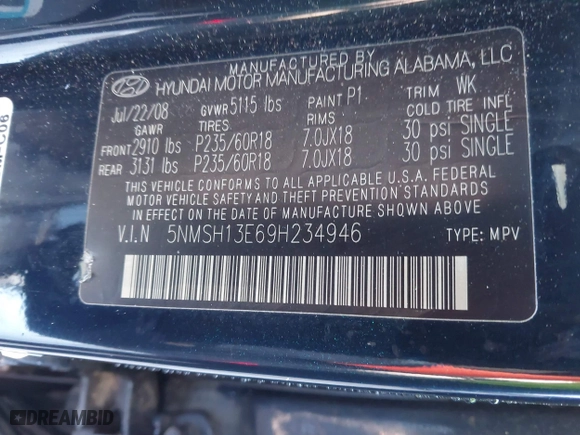 MANUFACTURED BY
HYUNDAI MOTOR MANUFACTURING ALABAMA, LLC
Jul/22/08 GVWR 5115 lbs PAINT P1 TRIM WK
GAWR TIRES RIMS COLD TIRE INFL
FRONT 2910 lbs P235/60R18 7.0JX18 30 psi SINGLE
REAR 3131 lbs P235/60R18 7.0JX18 30 psi SINGLE
THIS VEHICLE CONFORMS TO ALL APPLICABLE U.S.A. FEDERAL
MOTOR VEHICLE SAFETY AND THEFT PREVENTION STANDARDS
IN EFFECT ON THE DATE OF MANUFACTURE SHOWN ABOVE.
V.I.N 5NMSH13E69H234946 TYPE: MPV
DREAMBID